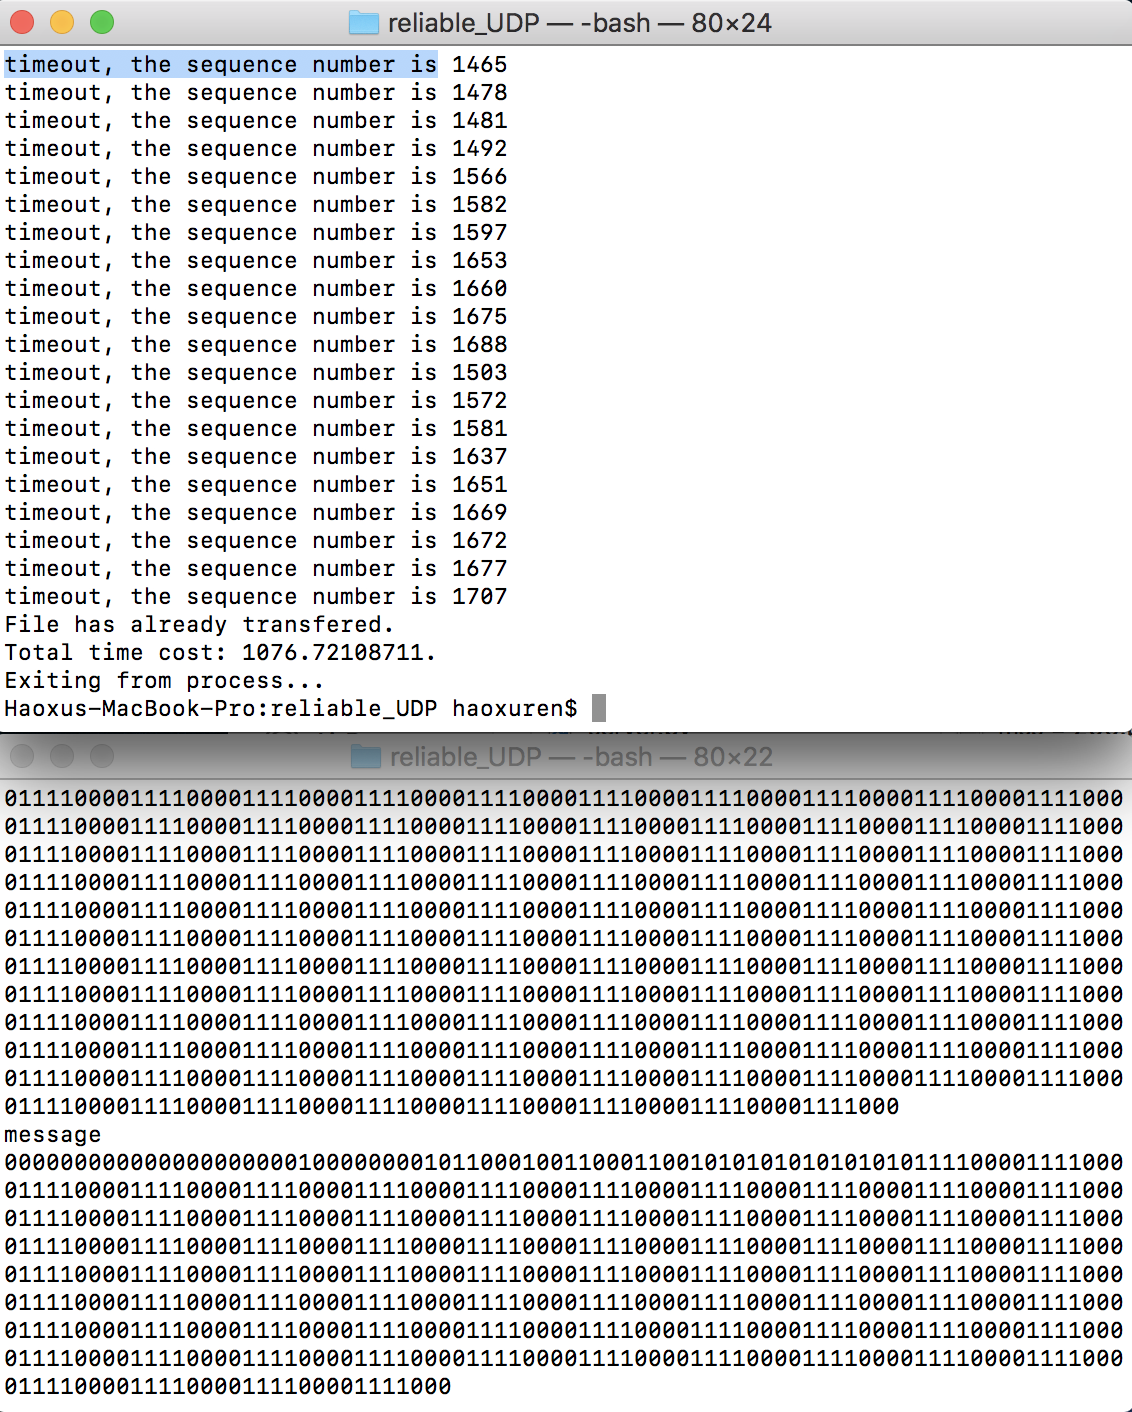 reliable_UDP — -bash — 80×24
timeout, the sequence number is 1465
timeout, the sequence number is 1478
timeout, the sequence number is 1481
timeout, the sequence number is 1492
timeout, the sequence number is 1566
timeout, the sequence number is 1582
timeout, the sequence number is 1597
timeout, the sequence number is 1653
timeout, the sequence number is 1660
timeout, the sequence number is 1675
timeout, the sequence number is 1688
timeout, the sequence number is 1503
timeout, the sequence number is 1572
timeout, the sequence number is 1581
timeout, the sequence number is 1637
timeout, the sequence number is 1651
timeout, the sequence number is 1669
timeout, the sequence number is 1672
timeout, the sequence number is 1677
timeout, the sequence number is 1707
File has already transfered.
Total time cost: 1076.72108711.
Exiting from process...
Haoxus-MacBook-Pro:reliable_UDP haoxuren$
reliable_UDP — -bash — 80×22
01111000011110000111100001111000011110000111100001111000011110000111100001111000
01111000011110000111100001111000011110000111100001111000011110000111100001111000
01111000011110000111100001111000011110000111100001111000011110000111100001111000
01111000011110000111100001111000011110000111100001111000011110000111100001111000
01111000011110000111100001111000011110000111100001111000011110000111100001111000
01111000011110000111100001111000011110000111100001111000011110000111100001111000
01111000011110000111100001111000011110000111100001111000011110000111100001111000
01111000011110000111100001111000011110000111100001111000011110000111100001111000
01111000011110000111100001111000011110000111100001111000011110000111100001111000
01111000011110000111100001111000011110000111100001111000011110000111100001111000
01111000011110000111100001111000011110000111100001111000011110000111100001111000
0111100001111000011110000111100001111000011110000111100001111000
message
00000000000000000000010000000010110001001100011001010101010101010111100001111000
01111000011110000111100001111000011110000111100001111000011110000111100001111000
01111000011110000111100001111000011110000111100001111000011110000111100001111000
01111000011110000111100001111000011110000111100001111000011110000111100001111000
01111000011110000111100001111000011110000111100001111000011110000111100001111000
01111000011110000111100001111000011110000111100001111000011110000111100001111000
01111000011110000111100001111000011110000111100001111000011110000111100001111000
01111000011110000111100001111000011110000111100001111000011110000111100001111000
01111000011110000111100001111000